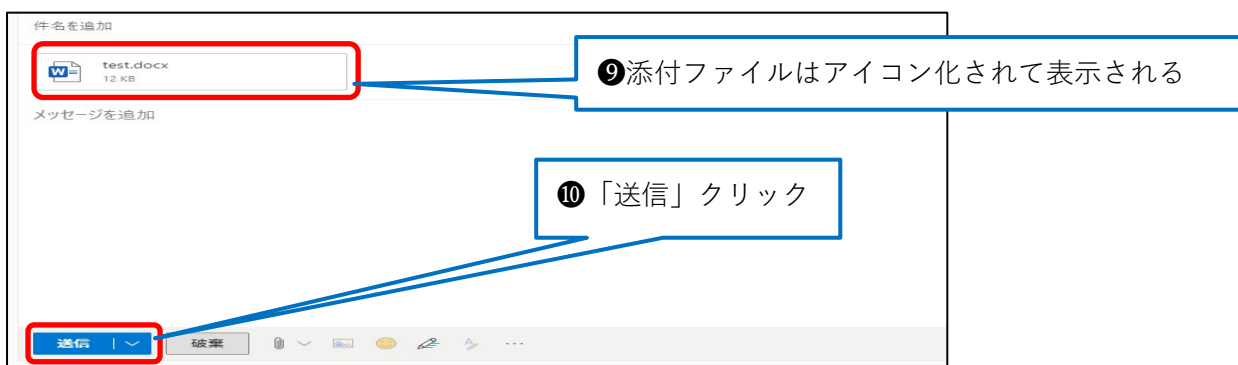 件名を追加
test.docx
12 KB
❾添付ファイルはアイコン化されて表示される
メッセージを追加
❿「送信」クリック
送信 破棄 ...